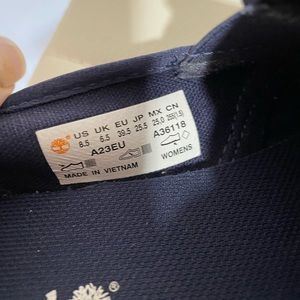 US UK EU JP MX CN
8.5 6.5 39.5 25.5 25.0 255(1.5)
A23EU A3611B
MADE IN VIETNAM WOMENS
®